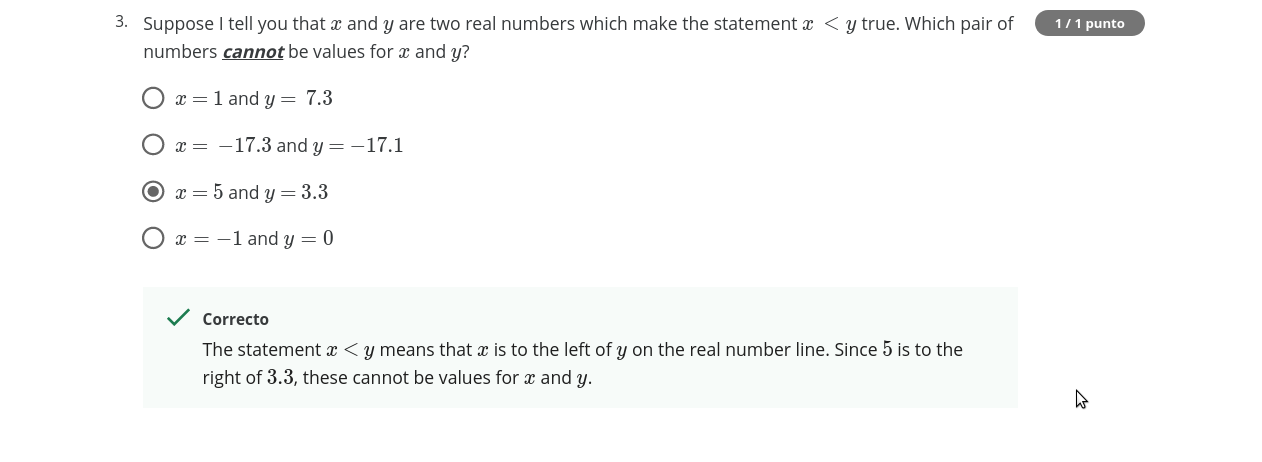 3. Suppose I tell you that x and y are two real numbers which make the statement x < y true. Which pair of
1 / 1 punto
numbers cannot be values for x and y?
x = 1 and y = 7.3
x = −17.3 and y = −17.1
x = 5 and y = 3.3
x = −1 and y = 0
Correcto
The statement x < y means that x is to the left of y on the real number line. Since 5 is to the
right of 3.3, these cannot be values for x and y.